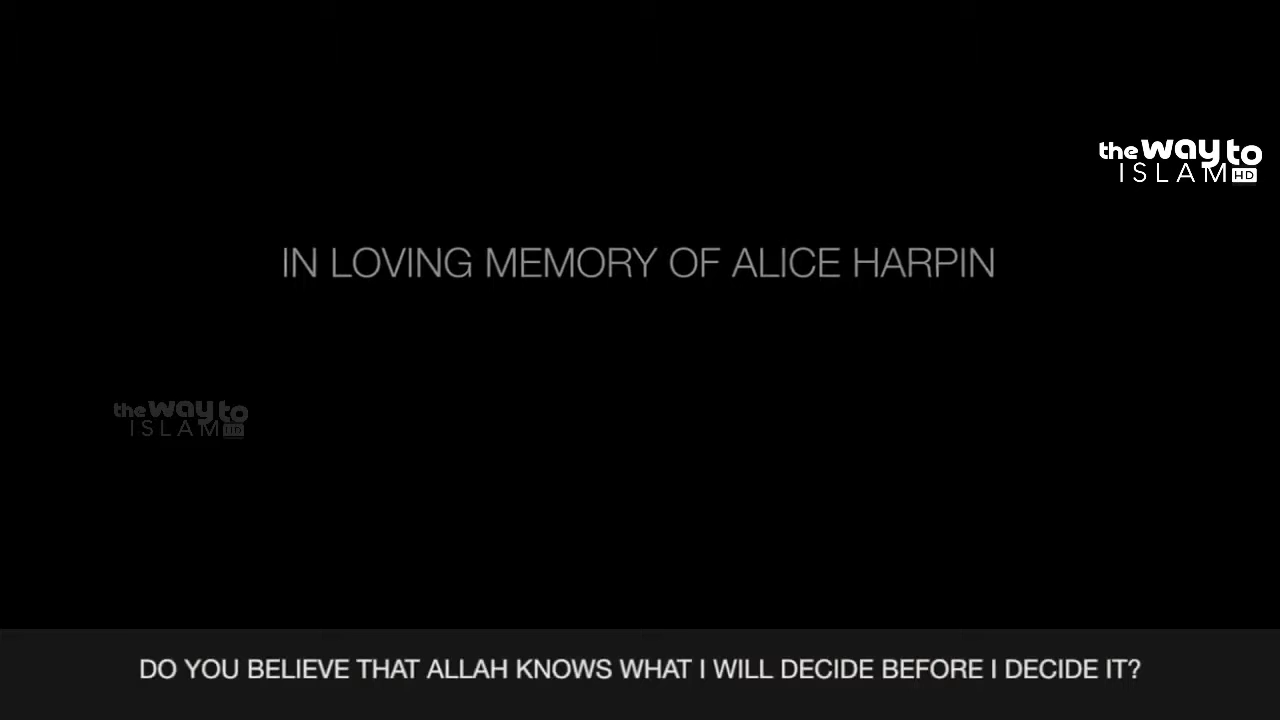 the way to
ISLAM HD
IN LOVING MEMORY OF ALICE HARPIN
the way to
ISLAM HD
DO YOU BELIEVE THAT ALLAH KNOWS WHAT I WILL DECIDE BEFORE I DECIDE IT?